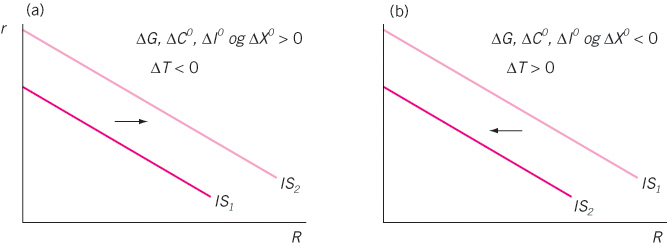 (a)
r
ΔG, ΔC⁰, ΔI⁰ og ΔX⁰ > 0
ΔT < 0
IS₂
IS₁
R
(b)
ΔG, ΔC⁰, ΔI⁰ og ΔX⁰ < 0
ΔT > 0
IS₁
IS₂
R